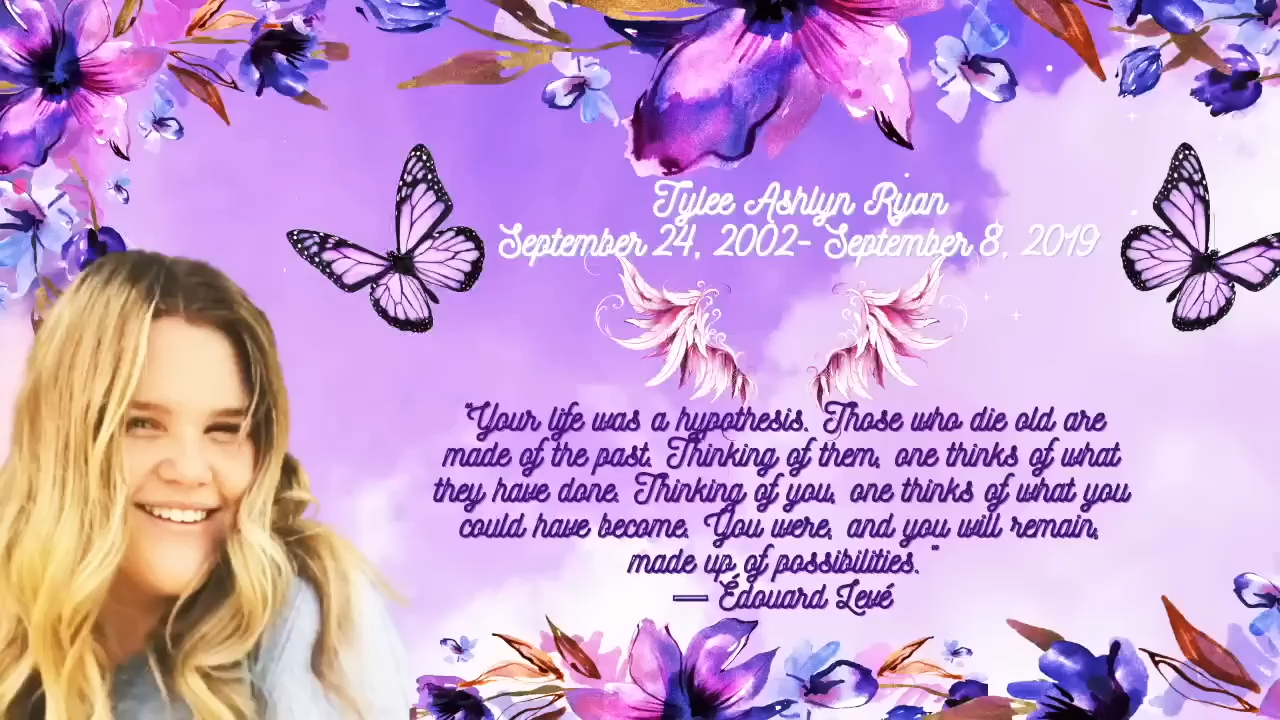 Tylee Ashlyn Ryan
September 24, 2002- September 8, 2019
"Your life was a hypothesis. Those who die old are
made of the past. Thinking of them, one thinks of what
they have done. Thinking of you, one thinks of what you
could have become. You were, and you will remain,
made up of possibilities."
— Édouard Levé